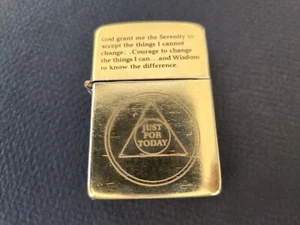 God grant me the Serenity to
accept the things I cannot
change. . .Courage to change
the things I can. . .and Wisdom
to know the difference.
JUST
FOR
TODAY